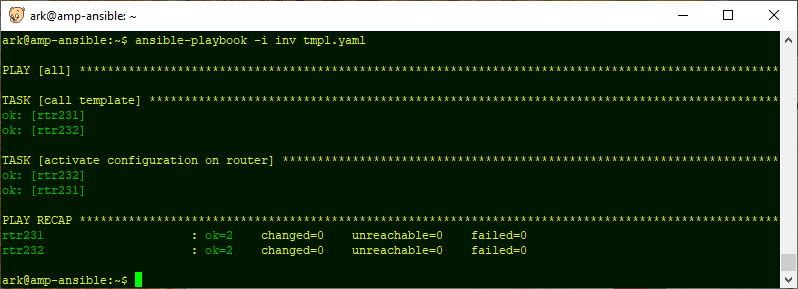 ark@amp-ansible: ~
ark@amp-ansible:~$ ansible-playbook -i inv tmpl.yaml
PLAY [all] ****************************************************************************************************
TASK [call template] ******************************************************************************************
ok: [rtr231]
ok: [rtr232]
TASK [activate configuration on router] ***********************************************************************
ok: [rtr232]
ok: [rtr231]
PLAY RECAP ****************************************************************************************************
rtr231                     : ok=2    changed=0    unreachable=0    failed=0
rtr232                     : ok=2    changed=0    unreachable=0    failed=0
ark@amp-ansible:~$